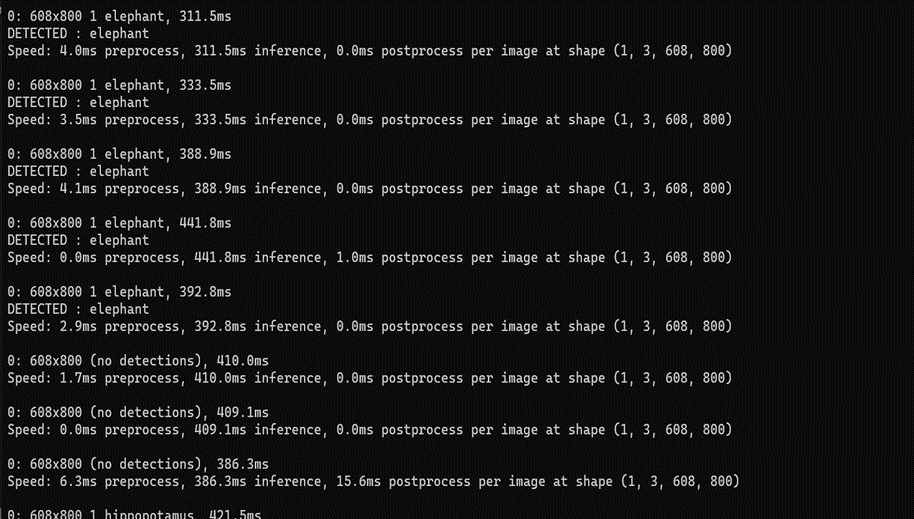 0: 608x800 1 elephant, 311.5ms
DETECTED : elephant
Speed: 4.0ms preprocess, 311.5ms inference, 0.0ms postprocess per image at shape (1, 3, 608, 800)
0: 608x800 1 elephant, 333.5ms
DETECTED : elephant
Speed: 3.5ms preprocess, 333.5ms inference, 0.0ms postprocess per image at shape (1, 3, 608, 800)
0: 608x800 1 elephant, 388.9ms
DETECTED : elephant
Speed: 4.1ms preprocess, 388.9ms inference, 0.0ms postprocess per image at shape (1, 3, 608, 800)
0: 608x800 1 elephant, 441.8ms
DETECTED : elephant
Speed: 0.0ms preprocess, 441.8ms inference, 1.0ms postprocess per image at shape (1, 3, 608, 800)
0: 608x800 1 elephant, 392.8ms
DETECTED : elephant
Speed: 2.9ms preprocess, 392.8ms inference, 0.0ms postprocess per image at shape (1, 3, 608, 800)
0: 608x800 (no detections), 410.0ms
Speed: 1.7ms preprocess, 410.0ms inference, 0.0ms postprocess per image at shape (1, 3, 608, 800)
0: 608x800 (no detections), 409.1ms
Speed: 0.0ms preprocess, 409.1ms inference, 0.0ms postprocess per image at shape (1, 3, 608, 800)
0: 608x800 (no detections), 386.3ms
Speed: 6.3ms preprocess, 386.3ms inference, 15.6ms postprocess per image at shape (1, 3, 608, 800)
0: 608x800 1 hippopotamus, 421.5ms